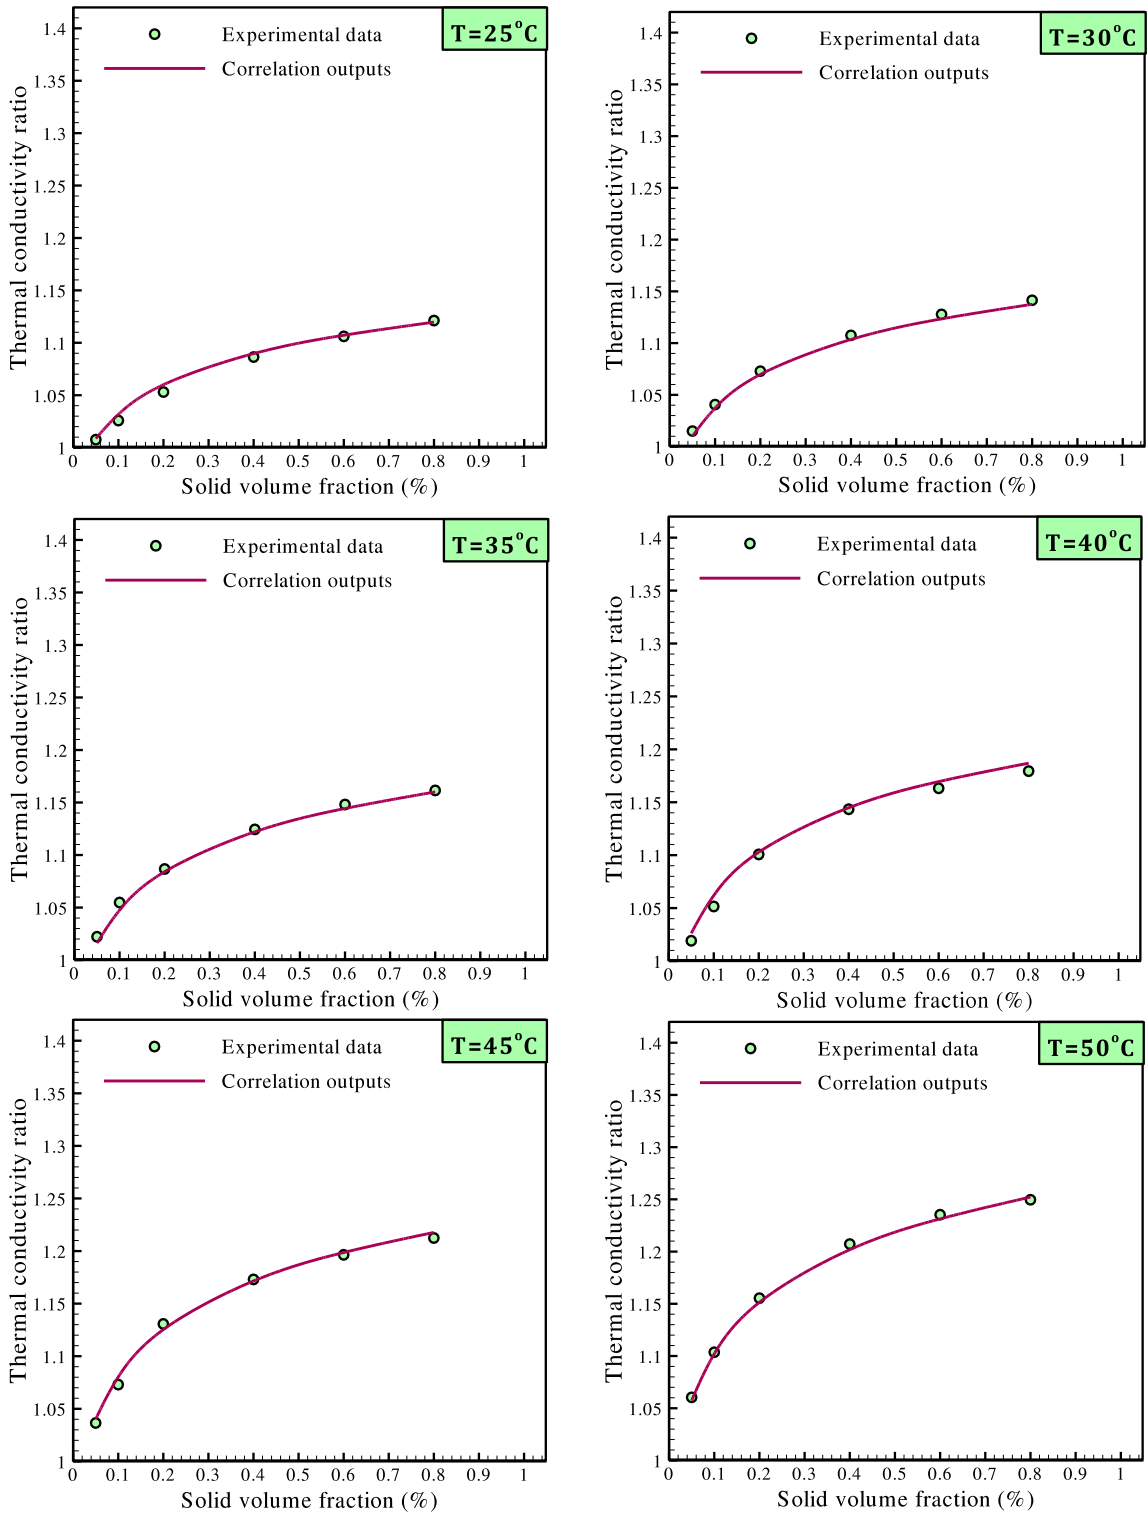 T=25°C
Experimental data
Correlation outputs
Thermal conductivity ratio
1.4
1.35
1.3
1.25
1.2
1.15
1.1
1.05
1
0 0.1 0.2 0.3 0.4 0.5 0.6 0.7 0.8 0.9 1
Solid volume fraction (%)
T=30°C
Experimental data
Correlation outputs
Thermal conductivity ratio
1.4
1.35
1.3
1.25
1.2
1.15
1.1
1.05
1
0 0.1 0.2 0.3 0.4 0.5 0.6 0.7 0.8 0.9 1
Solid volume fraction (%)
T=35°C
Experimental data
Correlation outputs
Thermal conductivity ratio
1.4
1.35
1.3
1.25
1.2
1.15
1.1
1.05
1
0 0.1 0.2 0.3 0.4 0.5 0.6 0.7 0.8 0.9 1
Solid volume fraction (%)
T=40°C
Experimental data
Correlation outputs
Thermal conductivity ratio
1.4
1.35
1.3
1.25
1.2
1.15
1.1
1.05
1
0 0.1 0.2 0.3 0.4 0.5 0.6 0.7 0.8 0.9 1
Solid volume fraction (%)
T=45°C
Experimental data
Correlation outputs
Thermal conductivity ratio
1.4
1.35
1.3
1.25
1.2
1.15
1.1
1.05
1
0 0.1 0.2 0.3 0.4 0.5 0.6 0.7 0.8 0.9 1
Solid volume fraction (%)
T=50°C
Experimental data
Correlation outputs
Thermal conductivity ratio
1.4
1.35
1.3
1.25
1.2
1.15
1.1
1.05
1
0 0.1 0.2 0.3 0.4 0.5 0.6 0.7 0.8 0.9 1
Solid volume fraction (%)